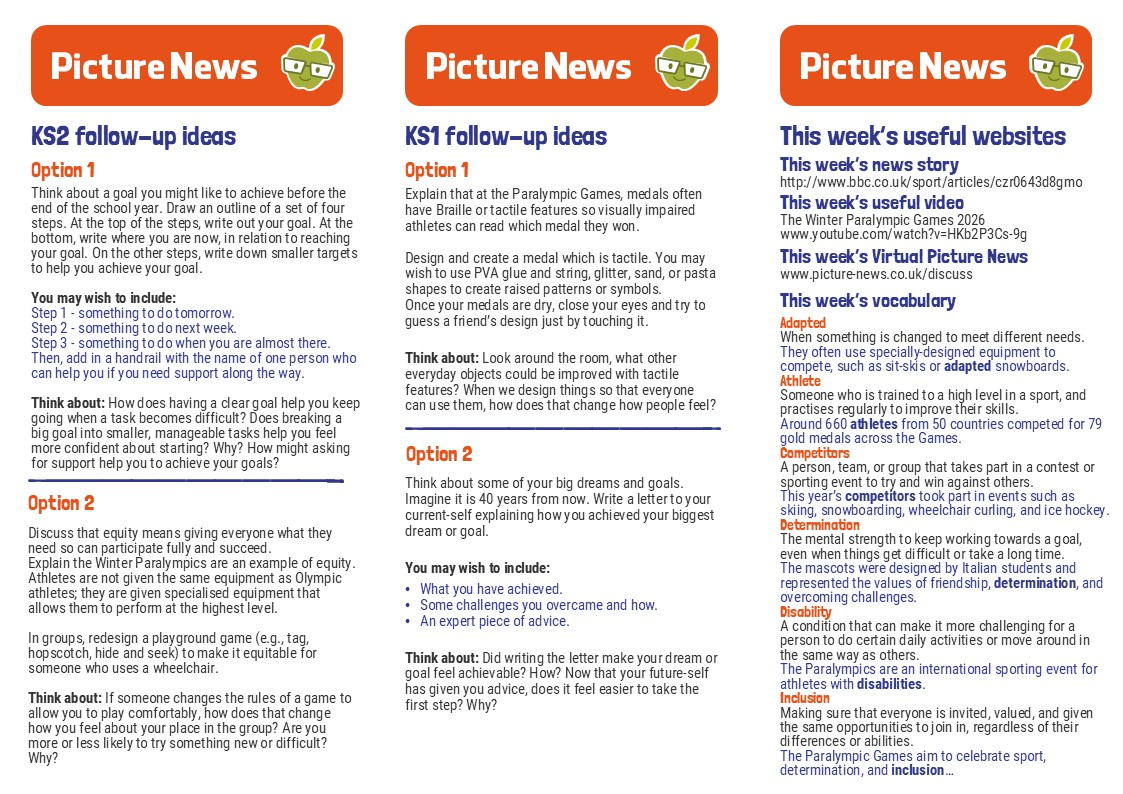 Picture News
KS2 follow-up ideas
Option 1
Think about a goal you might like to achieve before the
end of the school year. Draw an outline of a set of four
steps. At the top of the steps, write out your goal. At the
bottom, write where you are now, in relation to reaching
your goal. On the other steps, write down smaller targets
to help you achieve your goal.
You may wish to include:
Step 1 - something to do tomorrow.
Step 2 - something to do next week.
Step 3 - something to do when you are almost there.
Then, add in a handrail with the name of one person who
can help you if you need support along the way.
Think about: How does having a clear goal help you keep
going when a task becomes difficult? Does breaking a
big goal into smaller, manageable tasks help you feel
more confident about starting? Why? How might asking
for support help you to achieve your goals?
Option 2
Discuss that equity means giving everyone what they
need so can participate fully and succeed.
Explain the Winter Paralympics are an example of equity.
Athletes are not given the same equipment as Olympic
athletes; they are given specialised equipment that
allows them to perform at the highest level.
In groups, redesign a playground game (e.g., tag,
hopscotch, hide and seek) to make it equitable for
someone who uses a wheelchair.
Think about: If someone changes the rules of a game to
allow you to play comfortably, how does that change
how you feel about your place in the group? Are you
more or less likely to try something new or difficult?
Why?
Picture News
KS1 follow-up ideas
Option 1
Explain that at the Paralympic Games, medals often
have Braille or tactile features so visually impaired
athletes can read which medal they won.
Design and create a medal which is tactile. You may
wish to use PVA glue and string, glitter, sand, or pasta
shapes to create raised patterns or symbols.
Once your medals are dry, close your eyes and try to
guess a friend's design just by touching it.
Think about: Look around the room, what other
everyday objects could be improved with tactile
features? When we design things so that everyone
can use them, how does that change how people feel?
Option 2
Think about some of your big dreams and goals.
Imagine it is 40 years from now. Write a letter to your
current-self explaining how you achieved your biggest
dream or goal.
You may wish to include:
• What you have achieved.
• Some challenges you overcame and how.
• An expert piece of advice.
Think about: Did writing the letter make your dream or
goal feel achievable? How? Now that your future-self
has given you advice, does it feel easier to take the
first step? Why?
Picture News
This week's useful websites
This week's news story
http://www.bbc.co.uk/sport/articles/czr0643d8gmo
This week's useful video
The Winter Paralympic Games 2026
www.youtube.com/watch?v=HKb2P3Cs-9g
This week's Virtual Picture News
www.picture-news.co.uk/discuss
This week's vocabulary
Adapted
When something is changed to meet different needs.
They often use specially-designed equipment to
compete, such as sit-skis or adapted snowboards.
Athlete
Someone who is trained to a high level in a sport, and
practises regularly to improve their skills.
Around 660 athletes from 50 countries competed for 79
gold medals across the Games.
Competitors
A person, team, or group that takes part in a contest or
sporting event to try and win against others.
This year's competitors took part in events such as
skiing, snowboarding, wheelchair curling, and ice hockey.
Determination
The mental strength to keep working towards a goal,
even when things get difficult or take a long time.
The mascots were designed by Italian students and
represented the values of friendship, determination, and
overcoming challenges.
Disability
A condition that can make it more challenging for a
person to do certain daily activities or move around in
the same way as others.
The Paralympics are an international sporting event for
athletes with disabilities.
Inclusion
Making sure that everyone is invited, valued, and given
the same opportunities to join in, regardless of their
differences or abilities.
The Paralympic Games aim to celebrate sport,
determination, and inclusion...